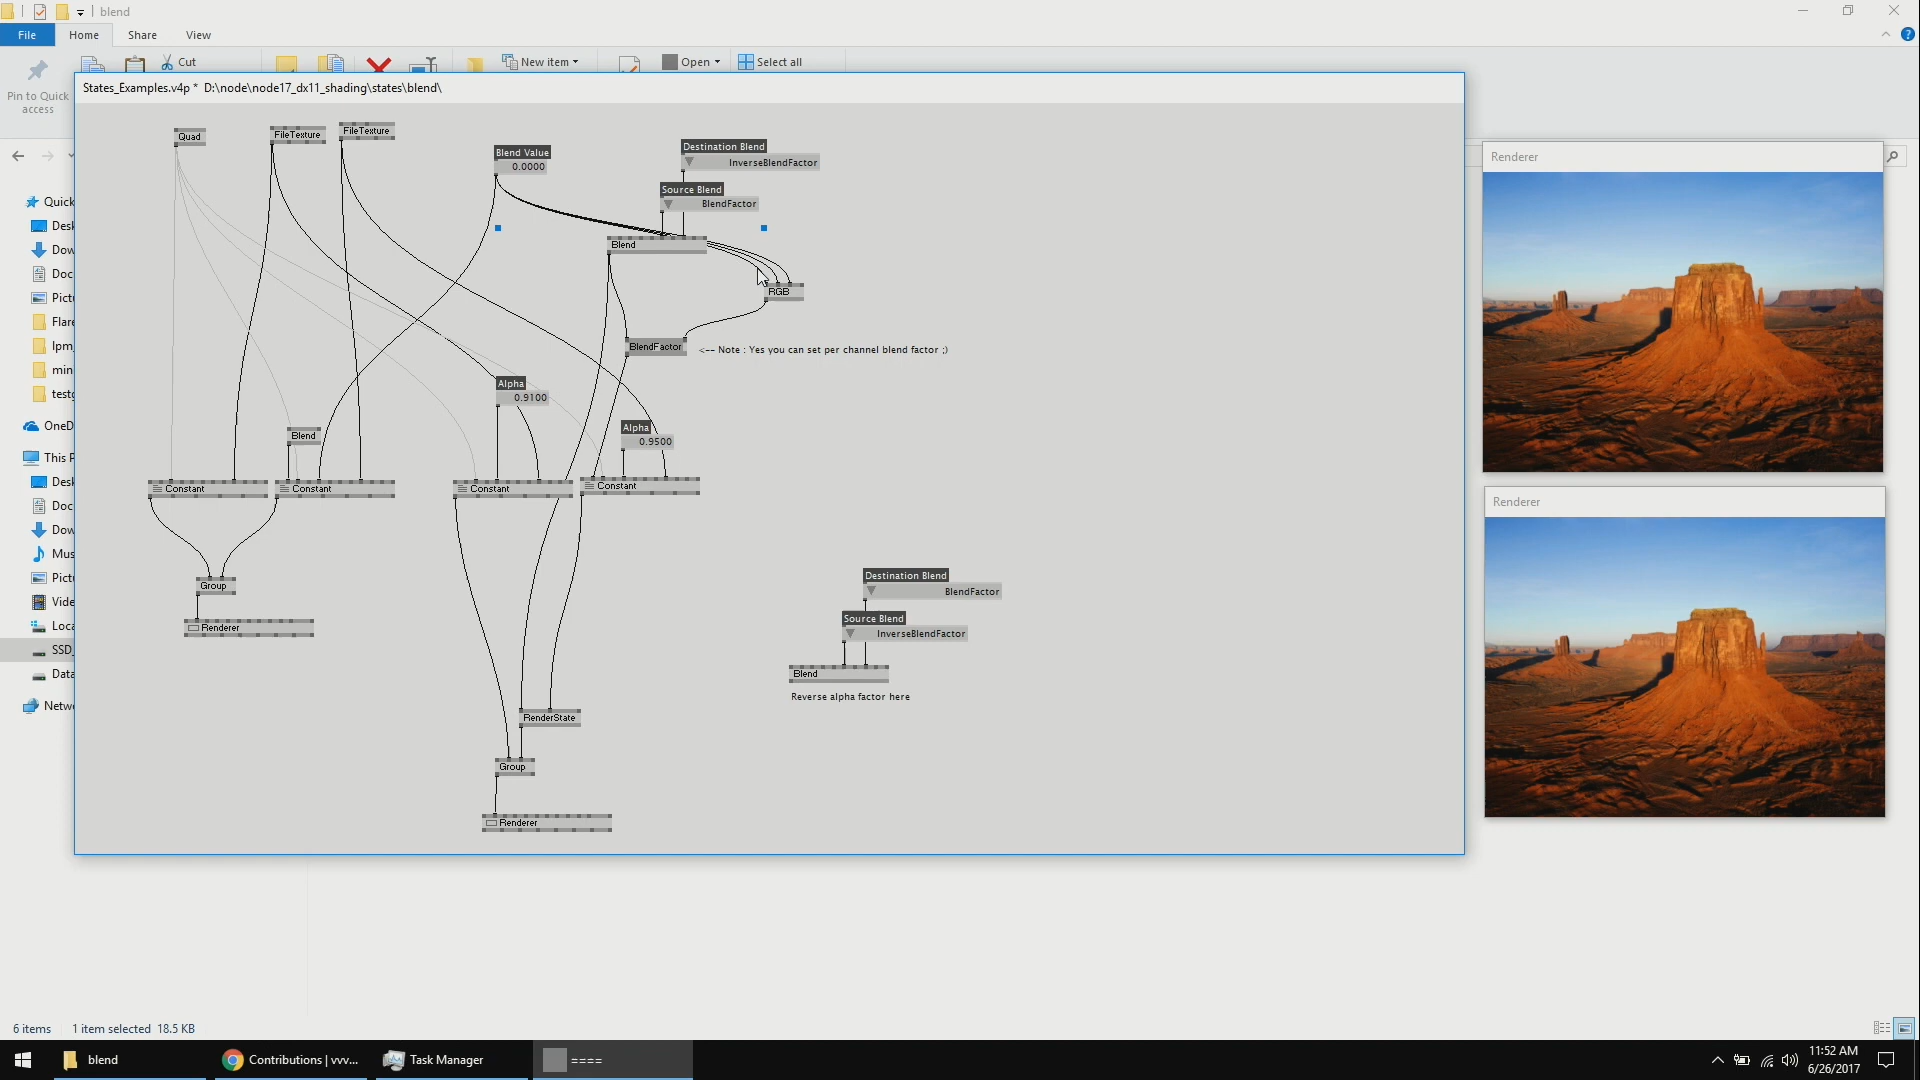 blend
File
Home
Share
View
Cut
New item
Open
Select all
Pin to Quick
access
States_Examples.v4p * D:\node\node17_dx11_shading\states\blend\
Quad
FileTexture
FileTexture
Blend Value
0.0000
Destination Blend
InverseBlendFactor
Source Blend
BlendFactor
Blend
RGB
BlendFactor
<-- Note : Yes you can set per channel blend factor ;)
Alpha
0.9100
Alpha
0.9500
Blend
Constant
Constant
Constant
Constant
Group
Renderer
Destination Blend
BlendFactor
Source Blend
InverseBlendFactor
Blend
Reverse alpha factor here
RenderState
Group
Renderer
Renderer
Renderer
Quick
Desk
Dow
Doc
Pictu
Flare
lpm_
min
testg
OneD
This P
Desk
Doc
Dow
Mus
Pictu
Vide
Loca
SSD_
Data
Netw
6 items
1 item selected 18.5 KB
blend
Contributions | vvv...
Task Manager
====
11:52 AM
6/26/2017